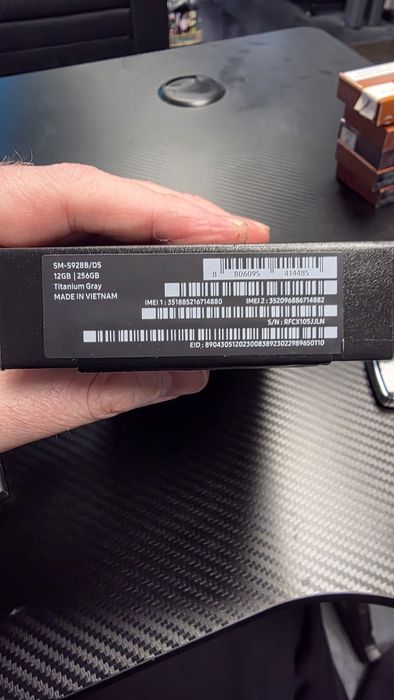 SM-S928B/DS
12GB | 256GB
Titanium Gray
MADE IN VIETNAM
8 806095 414485
IMEI 1 : 351885216714880 IMEI 2 : 352096886714882
S/N : RFCX105JJLN
EID : 89043051202300838923022989650110